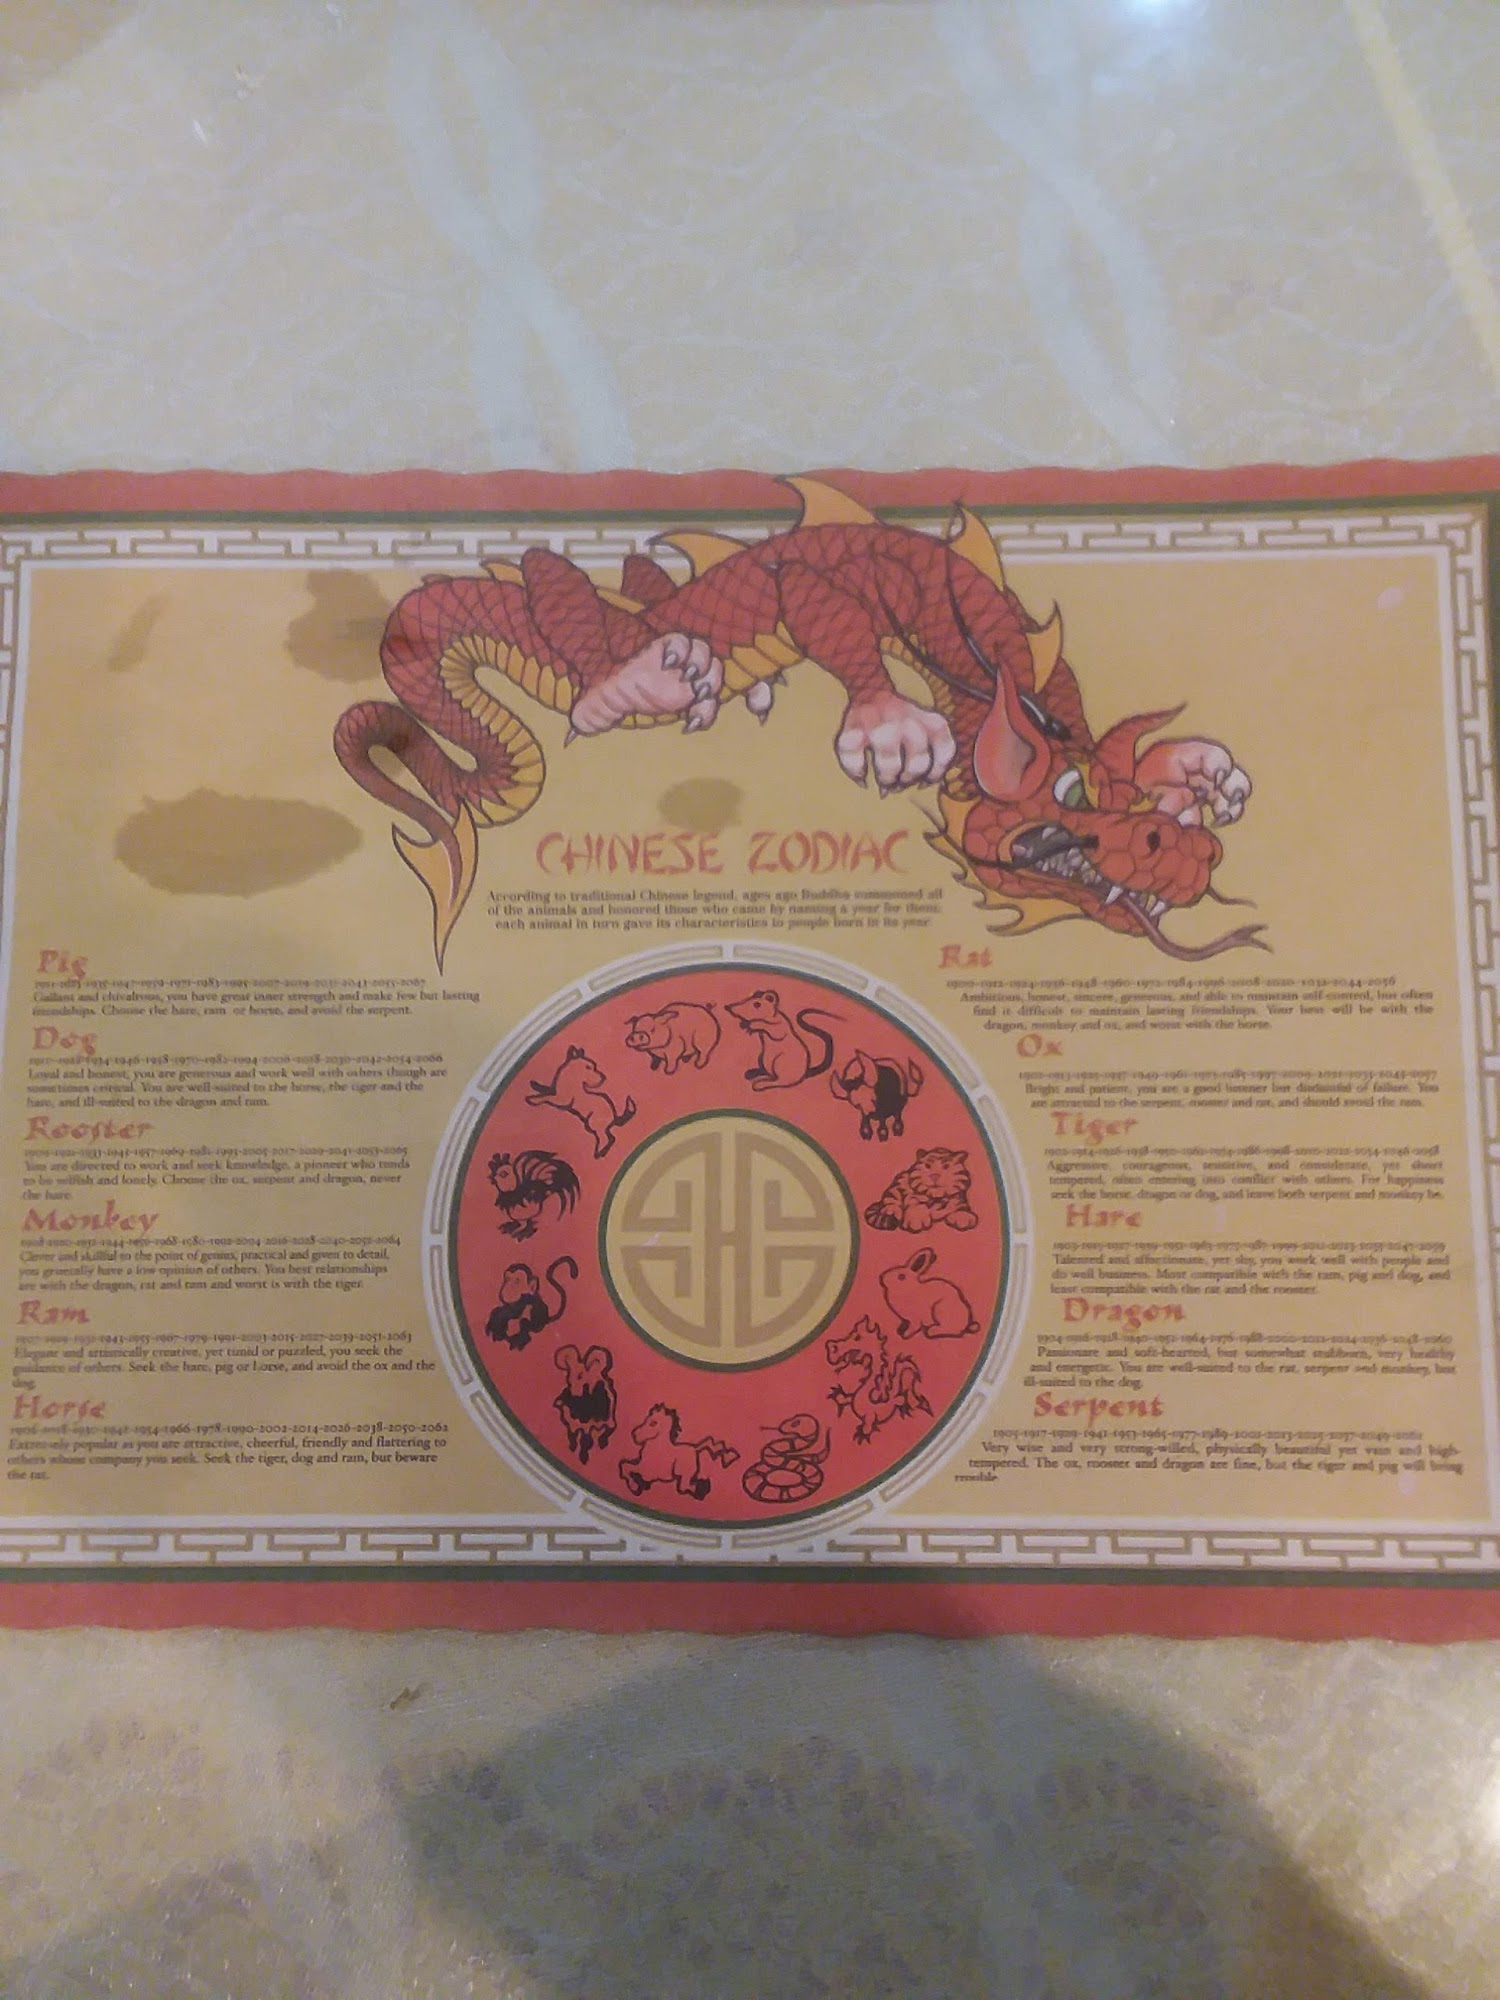 CHINESE ZODIAC
According to traditional Chinese legend, ages ago Buddha summoned all
of the animals and honored those who came by naming a year for them;
each animal in turn gave its characteristics to people born in its year.
Pig
Gallant and chivalrous, you have great inner strength and make few but lasting
friendships. Choose the hare, ram or horse, and avoid the serpent.
Dog
Loyal and honest, you are generous and work well with others though are
sometimes critical. You are well-suited to the horse, the tiger and the
hare, and ill-suited to the dragon and ram.
Rooster
You are directed to work and seek knowledge, a pioneer who tends
to be selfish and lonely. Choose the ox, serpent and dragon, never
the hare.
Monkey
Clever and skillful to the point of genius, practical and given to detail,
you generally have a low opinion of others. You best relationships
are with the dragon, rat and ram and worst is with the tiger.
Ram
Elegant and artistically creative, yet timid or puzzled, you seek the
guidance of others. Seek the hare, pig or horse, and avoid the ox and the
dog.
Horse
1954-1966-1978-1990-2002-2014-2026-2038-2050-2062
Extremely popular as you are attractive, cheerful, friendly and flattering to
others whose company you seek. Seek the tiger, dog and ram, but beware
the rat.
Rat
Ambitious, honest, sincere, generous, and able to maintain self-control, but often
find it difficult to maintain lasting friendships. Your best will be with the
dragon, monkey and ox, and worst with the horse.
Ox
Bright and patient, you are a good listener but disdainful of failure. You
are attracted to the serpent, rooster and rat, and should avoid the ram.
Tiger
Aggressive, courageous, sensitive, and considerate, yet short
tempered, often entering into conflict with others. For happiness
seek the horse, dragon or dog, and leave both serpent and monkey be.
Hare
Talented and affectionate, yet shy, you work well with people and
do well business. Most compatible with the ram, pig and dog, and
least compatible with the rat and the rooster.
Dragon
Passionate and soft-hearted, but somewhat stubborn, very healthy
and energetic. You are well-suited to the rat, serpent and monkey, but
ill-suited to the dog.
Serpent
Very wise and very strong-willed, physically beautiful yet vain and high-
tempered. The ox, rooster and dragon are fine, but the tiger and pig will bring
trouble.